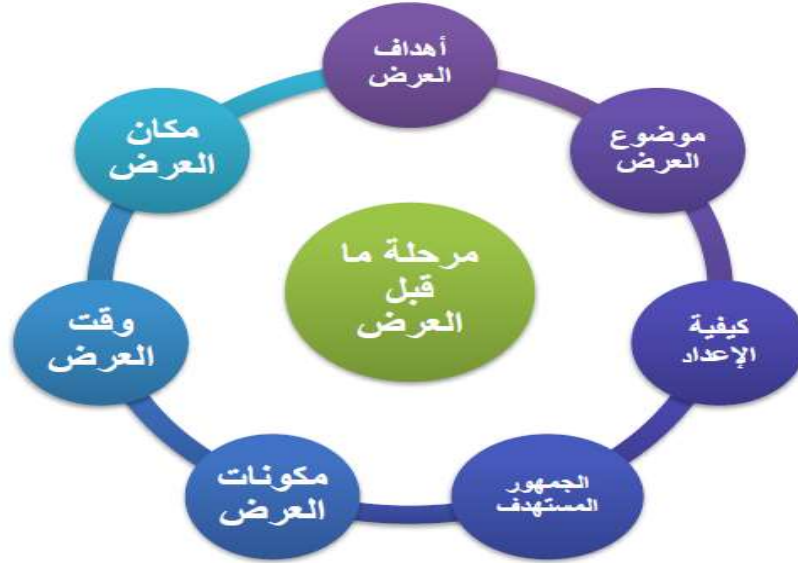 أهداف
العرض
موضوع
العرض
كيفية
الإعداد
الجمهور
المستهدف
مكونات
العرض
وقت
العرض
مكان
العرض
مرحلة ما
قبل
العرض